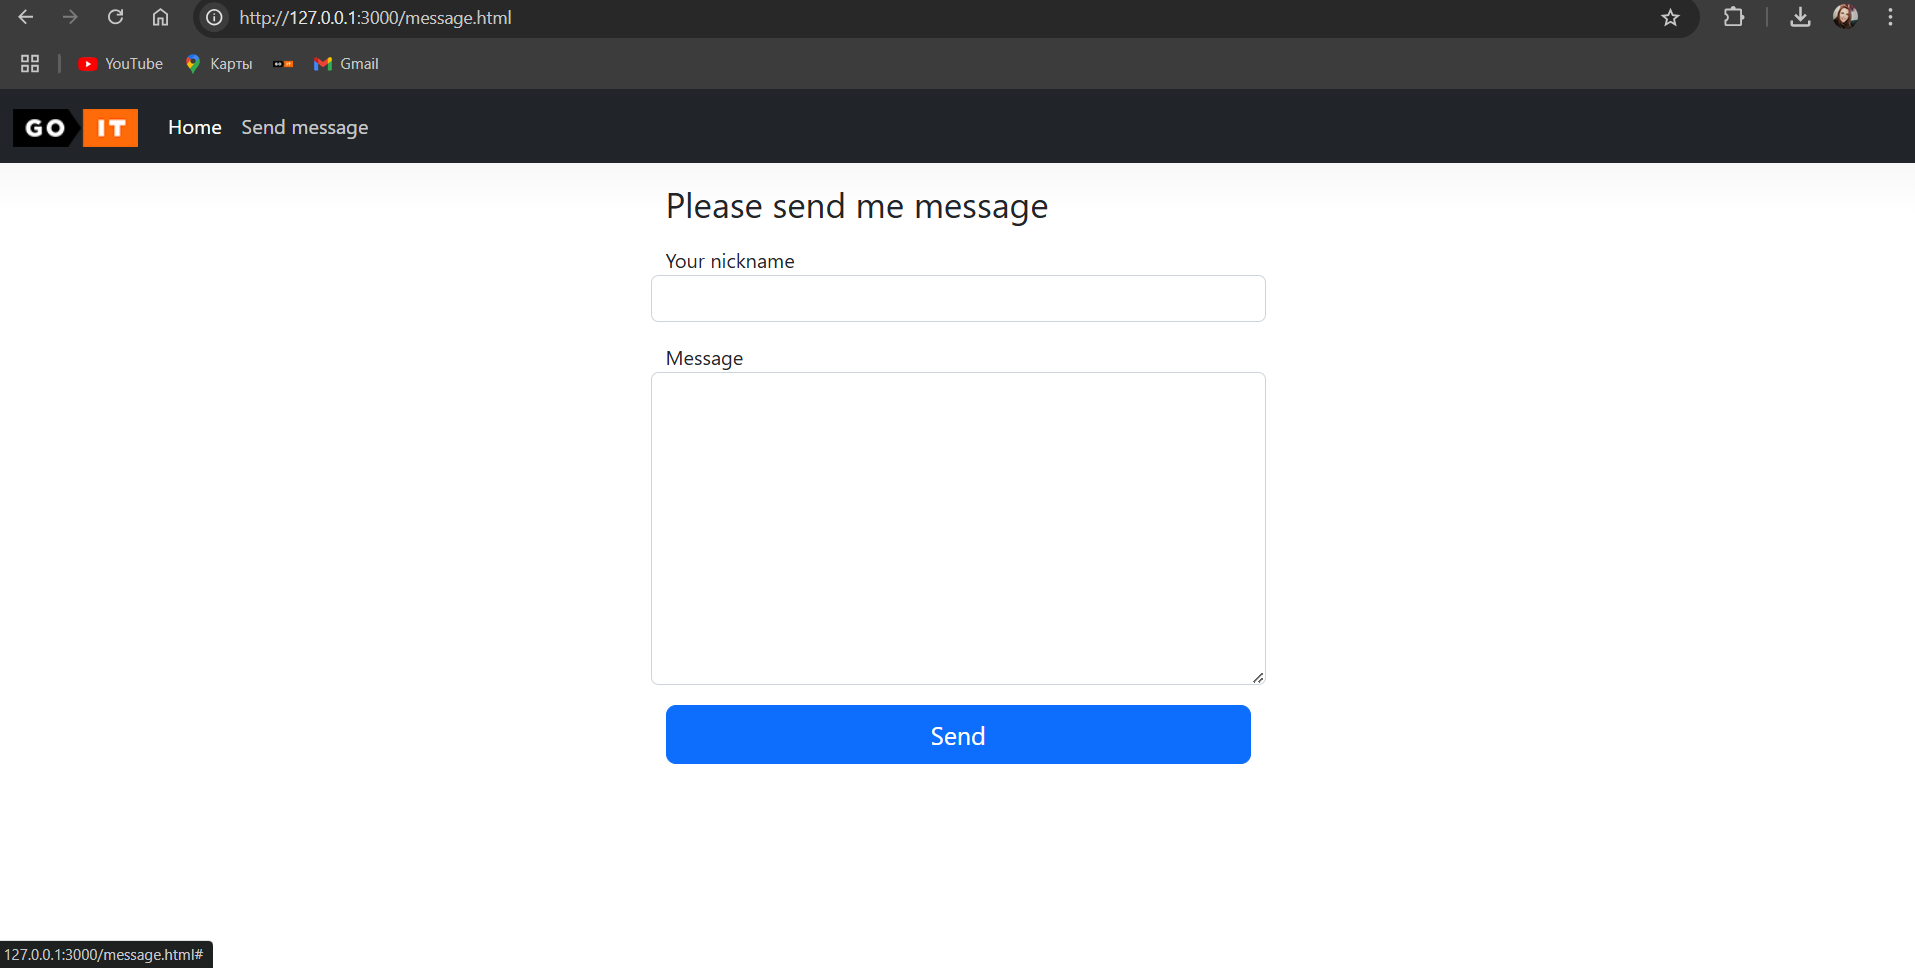 http://127.0.0.1:3000/message.html
YouTube Карты Gmail
GO IT Home Send message
Please send me message
Your nickname
Message
Send
127.0.0.1:3000/message.html#